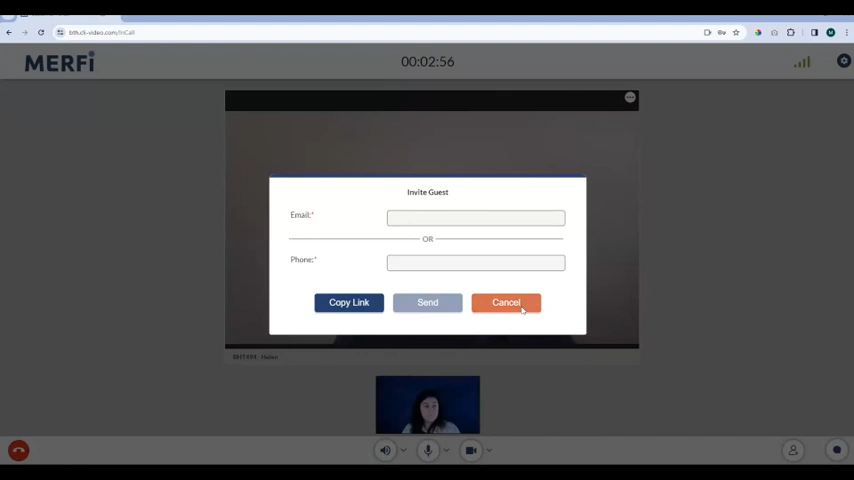 bth.cli-video.com/InCall
M
MERFi
00:02:56
Invite Guest
Email:*
OR
Phone:*
Copy Link
Send
Cancel